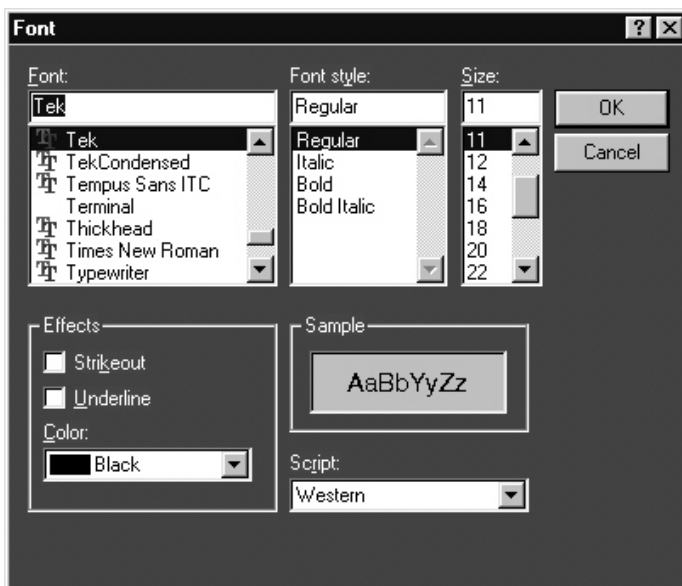 Font
Font:
Tek
Tek
TekCondensed
Tempus Sans ITC
Terminal
Thickhead
Times New Roman
Typewriter
Font style:
Regular
Regular
Italic
Bold
Bold Italic
Size:
11
11
12
14
16
18
20
22
OK
Cancel
Effects
Strikeout
Underline
Color:
Black
Sample
AaBbYyZz
Script:
Western